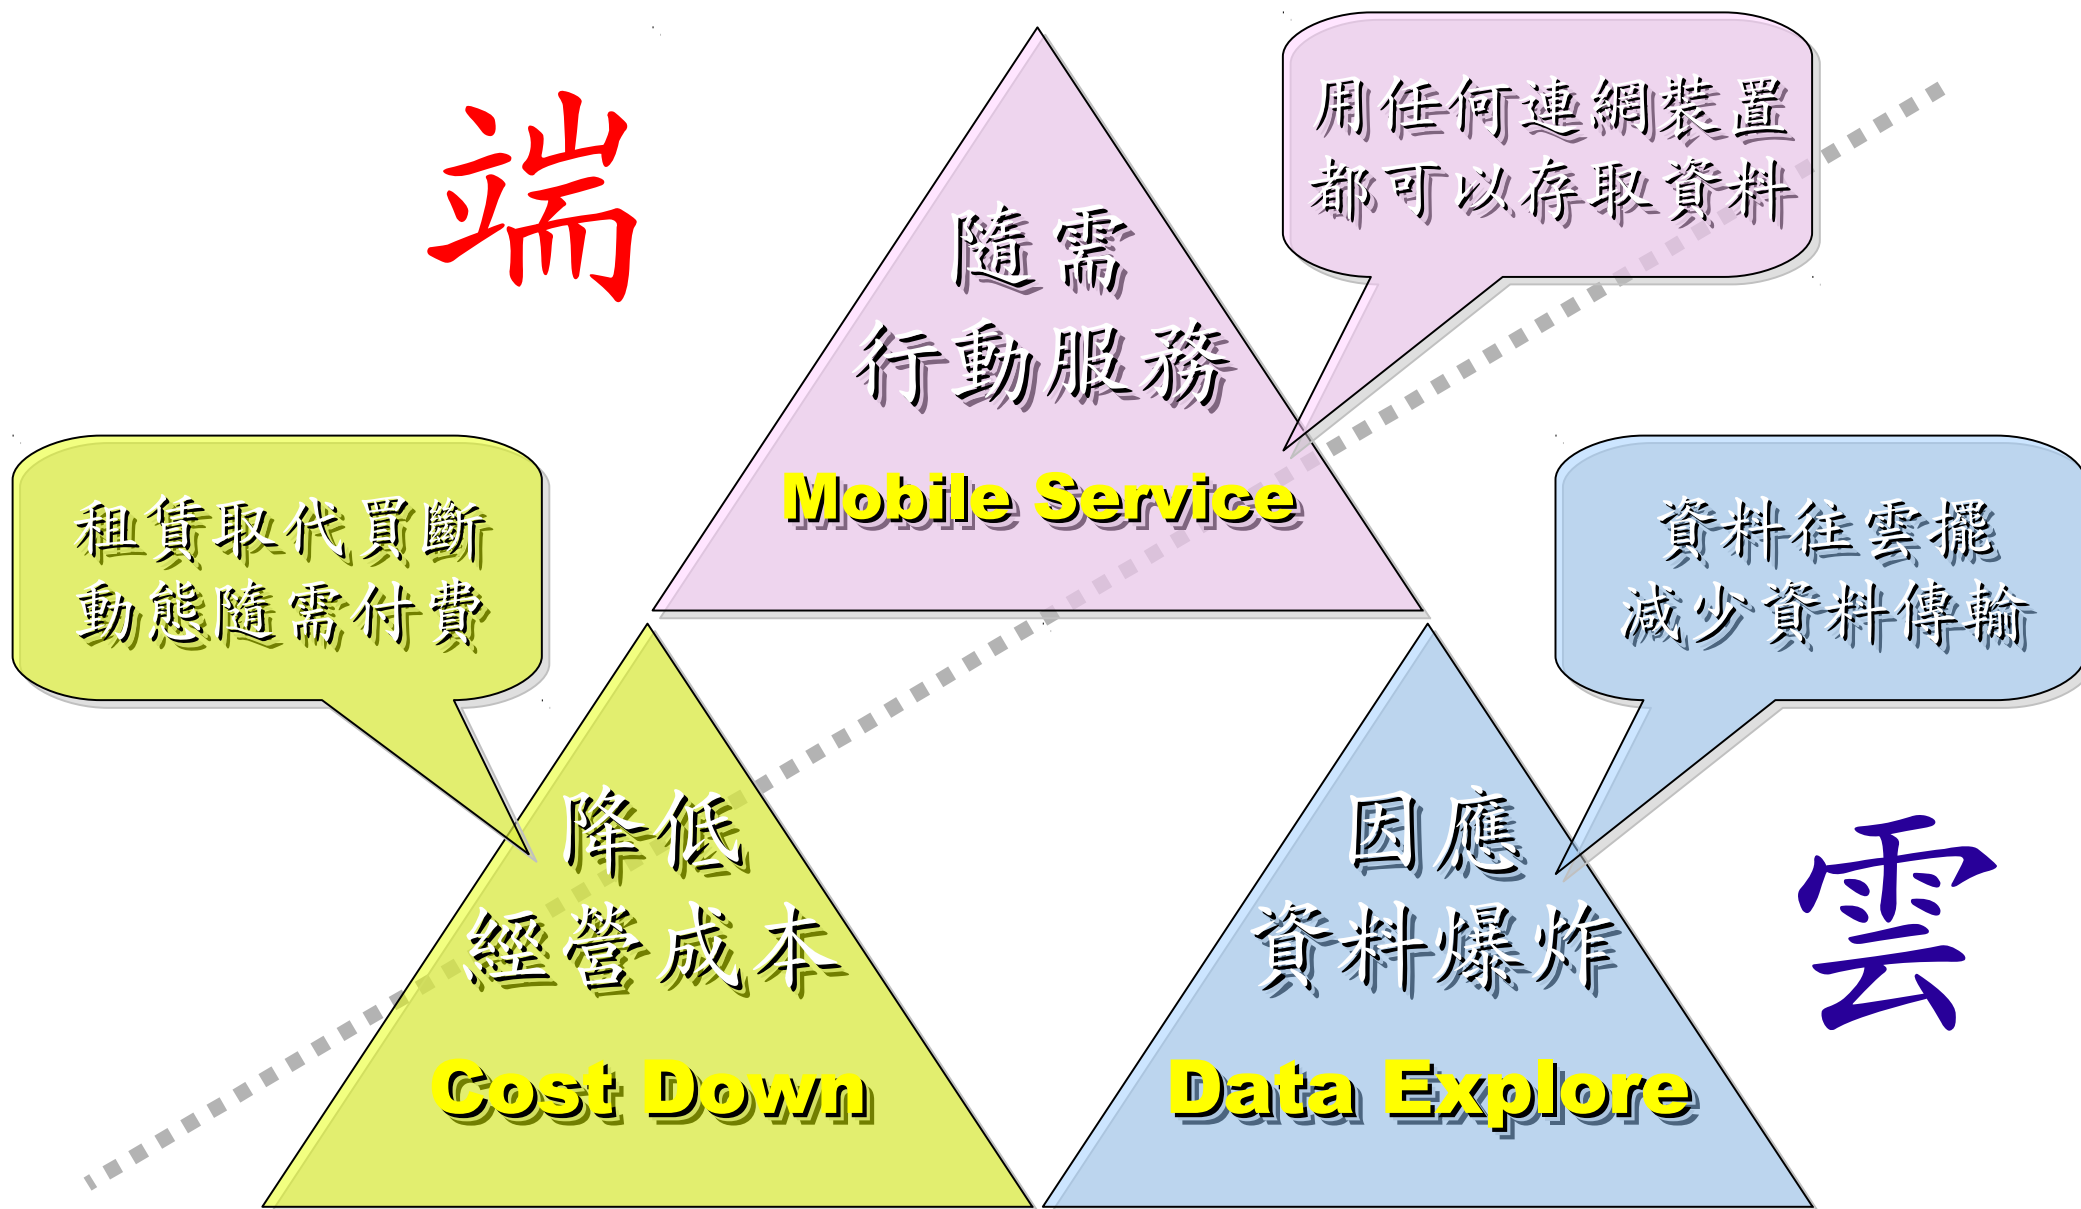 端
用任何連網裝置
都可以存取資料
隨需
行動服務
Mobile Service
租賃取代買斷
動態隨需付費
資料往雲擺
減少資料傳輸
降低
經營成本
Cost Down
因應
資料爆炸
Data Explore
雲